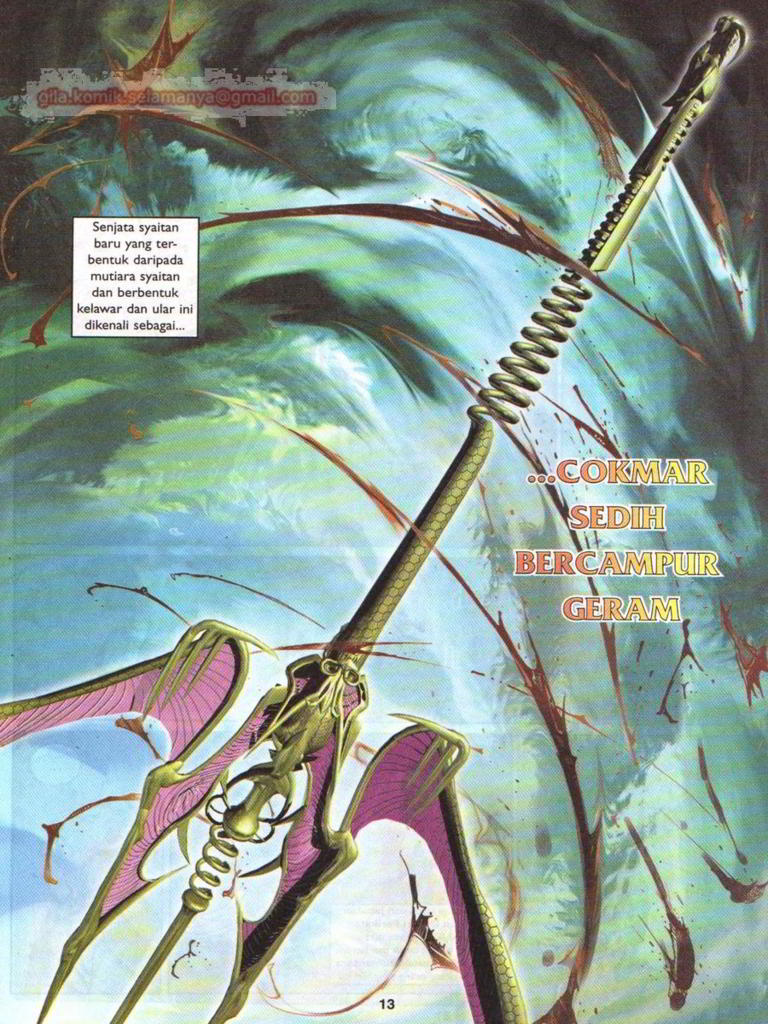 gila.komik.selamanya@gmail.com
Senjata syaitan
baru yang ter-
bentuk daripada
mutiara syaitan
dan berbentuk
kelawar dan ular ini
dikenali sebagai...
...COKMAR
SEDIH
BERCAMPUR
GERAM
13